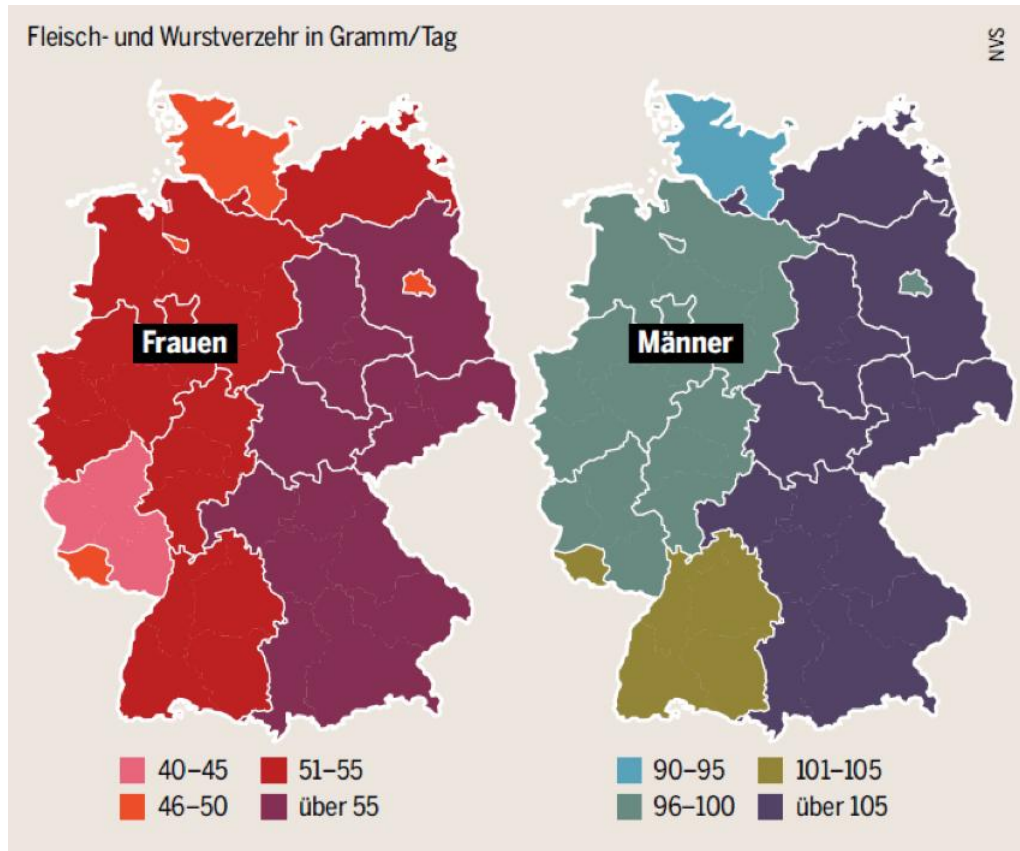 Fleisch- und Wurstverzehr in Gramm/Tag
NVS
Frauen
Männer
40–45
51–55
46–50
über 55
90–95
101–105
96–100
über 105